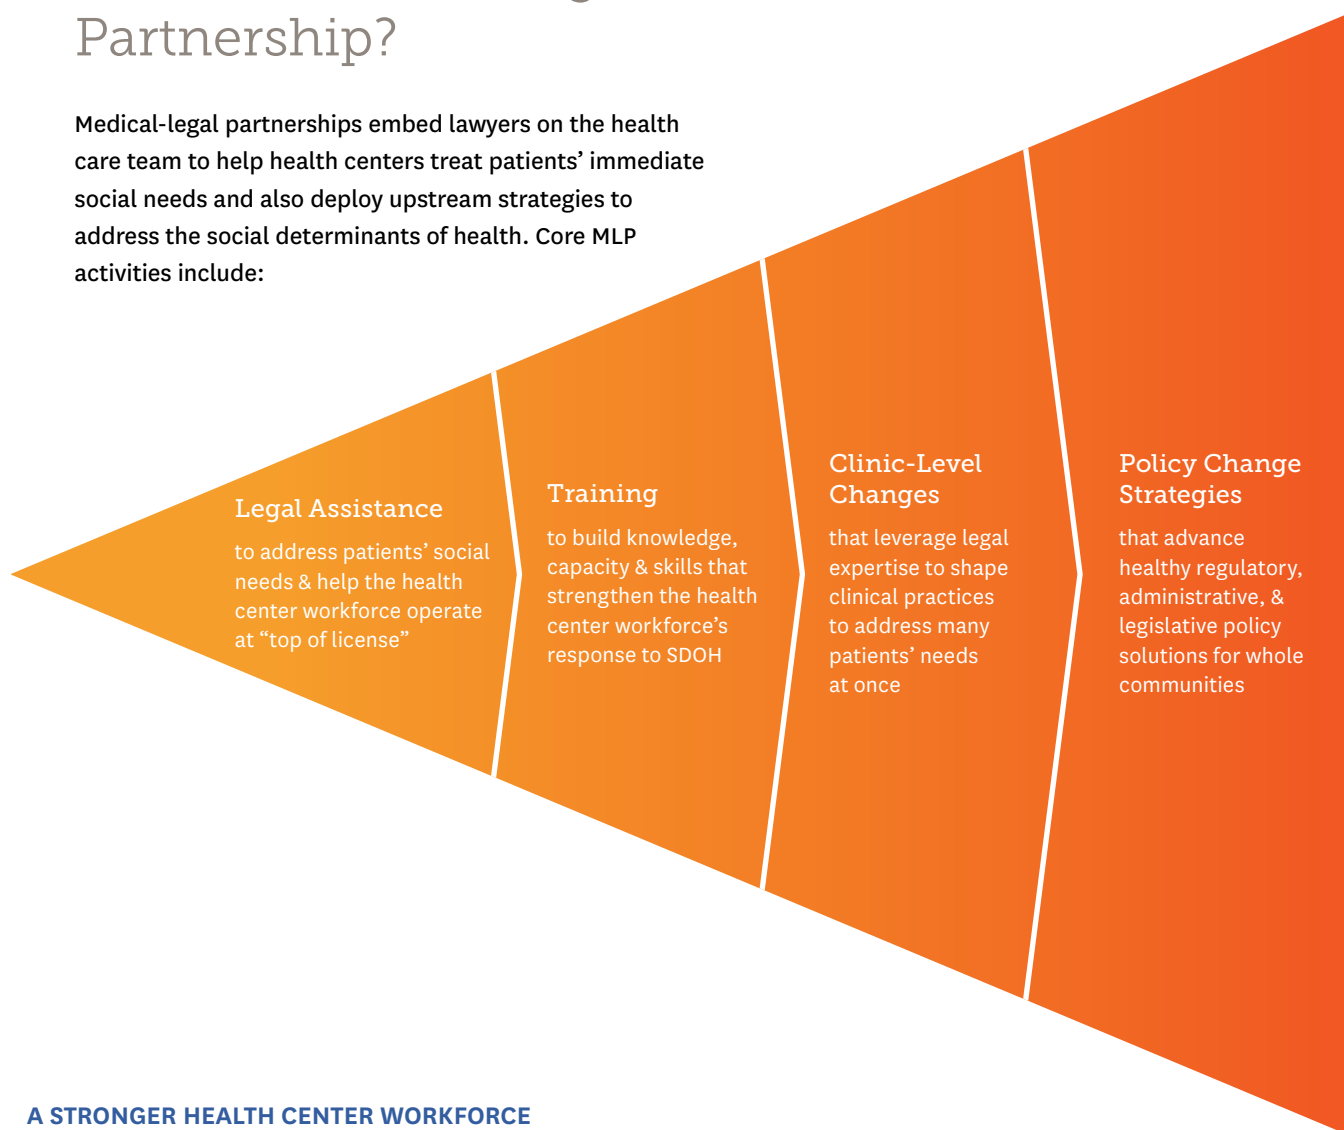 Partnership?
Medical-legal partnerships embed lawyers on the health
care team to help health centers treat patients’ immediate
social needs and also deploy upstream strategies to
address the social determinants of health. Core MLP
activities include:
Legal Assistance
to address patients’ social
needs & help the health
center workforce operate
at “top of license”
Training
to build knowledge,
capacity & skills that
strengthen the health
center workforce’s
response to SDOH
Clinic-Level
Changes
that leverage legal
expertise to shape
clinical practices
to address many
patients’ needs
at once
Policy Change
Strategies
that advance
healthy regulatory,
administrative, &
legislative policy
solutions for whole
communities
A STRONGER HEALTH CENTER WORKFORCE